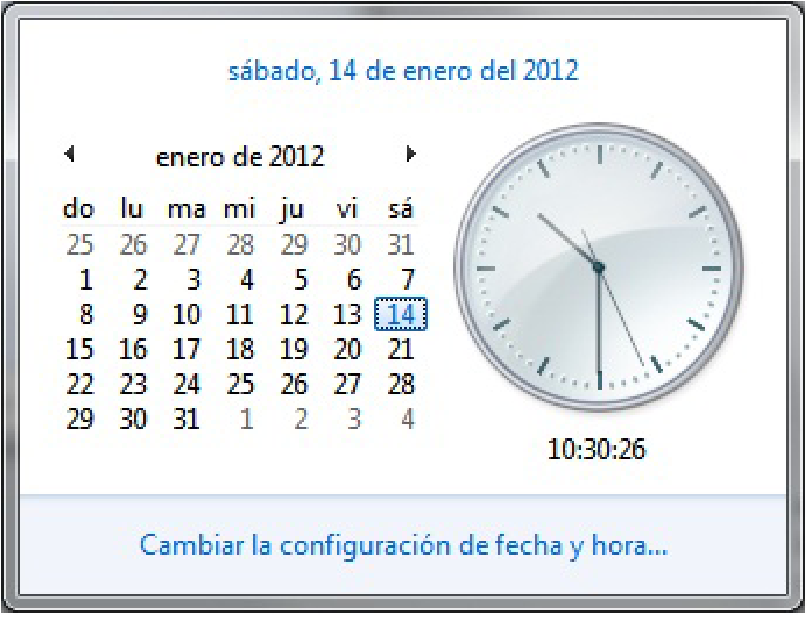 sábado, 14 de enero del 2012
enero de 2012
do lu ma mi ju vi sá
25 26 27 28 29 30 31
1 2 3 4 5 6 7
8 9 10 11 12 13 14
15 16 17 18 19 20 21
22 23 24 25 26 27 28
29 30 31 1 2 3 4
10:30:26
Cambiar la configuración de fecha y hora...